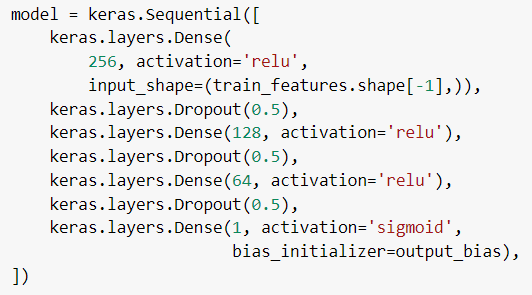 model = keras.Sequential([
    keras.layers.Dense(
        256, activation='relu',
        input_shape=(train_features.shape[-1],)),
    keras.layers.Dropout(0.5),
    keras.layers.Dense(128, activation='relu'),
    keras.layers.Dropout(0.5),
    keras.layers.Dense(64, activation='relu'),
    keras.layers.Dropout(0.5),
    keras.layers.Dense(1, activation='sigmoid',
                       bias_initializer=output_bias),
])